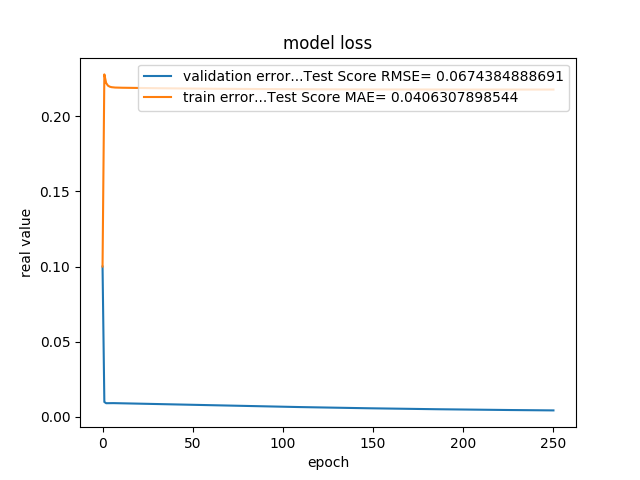 model loss
validation error...Test Score RMSE= 0.0674384888691
train error...Test Score MAE= 0.0406307898544
real value
0.20
0.15
0.10
0.05
0.00
0 50 100 150 200 250
epoch